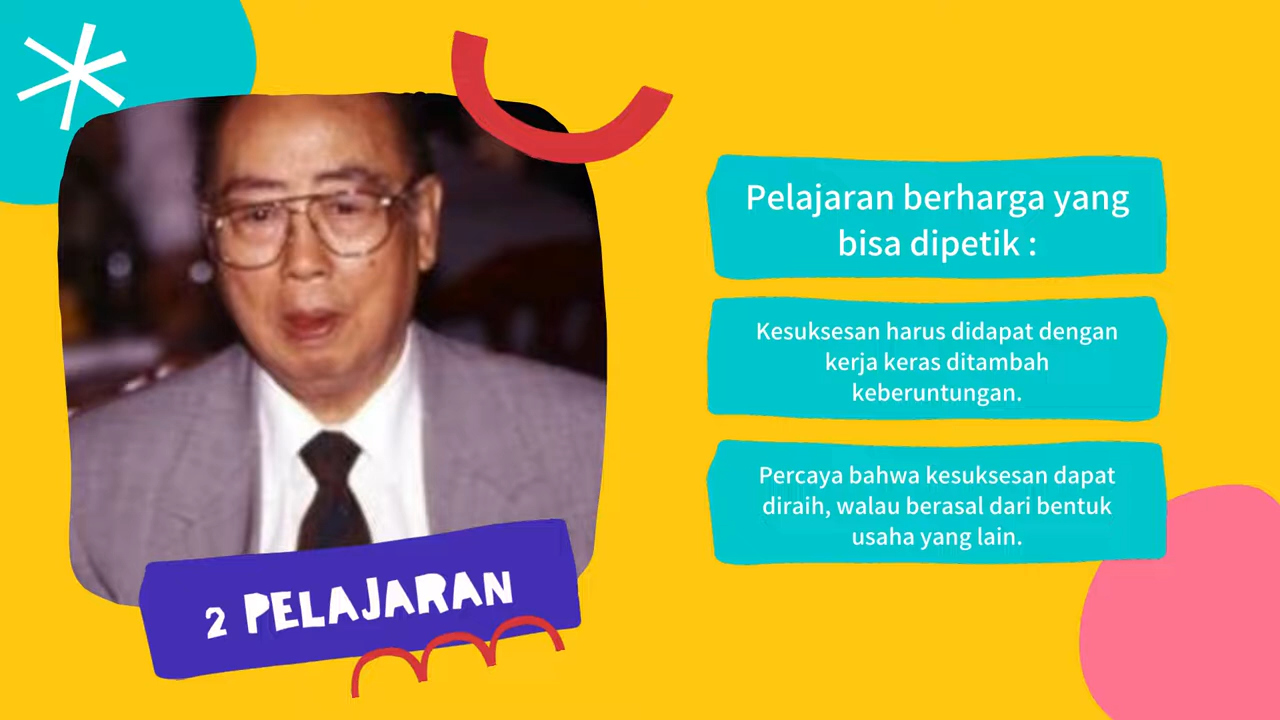 Pelajaran berharga yang
bisa dipetik :
Kesuksesan harus didapat dengan
kerja keras ditambah
keberuntungan.
Percaya bahwa kesuksesan dapat
diraih, walau berasal dari bentuk
usaha yang lain.
2 PELAJARAN